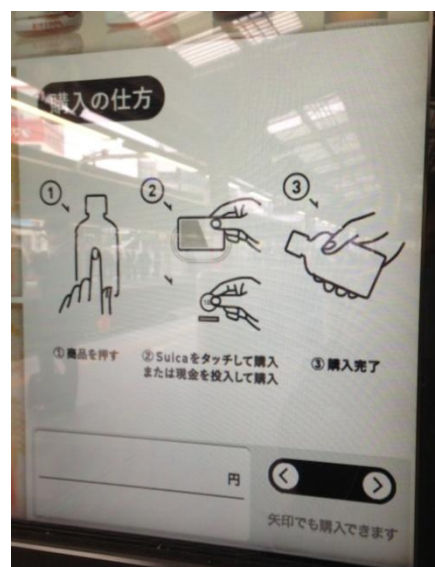 購入の仕方
①
②
③
①商品を押す
②Suicaをタッチして購入
または現金を投入して購入
③購入完了
円
矢印でも購入できます